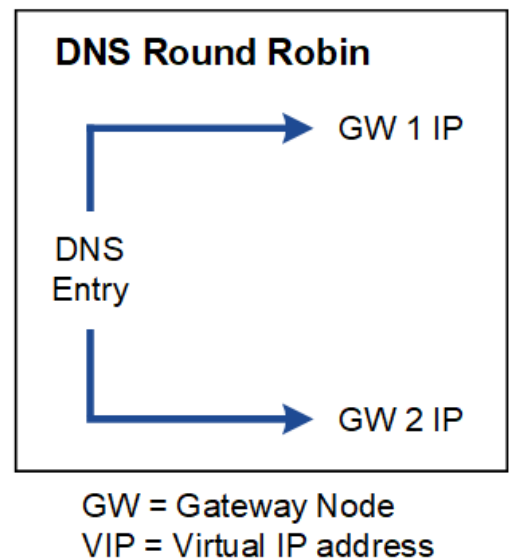 DNS Round Robin
GW 1 IP
DNS
Entry
GW 2 IP
GW = Gateway Node
VIP = Virtual IP address